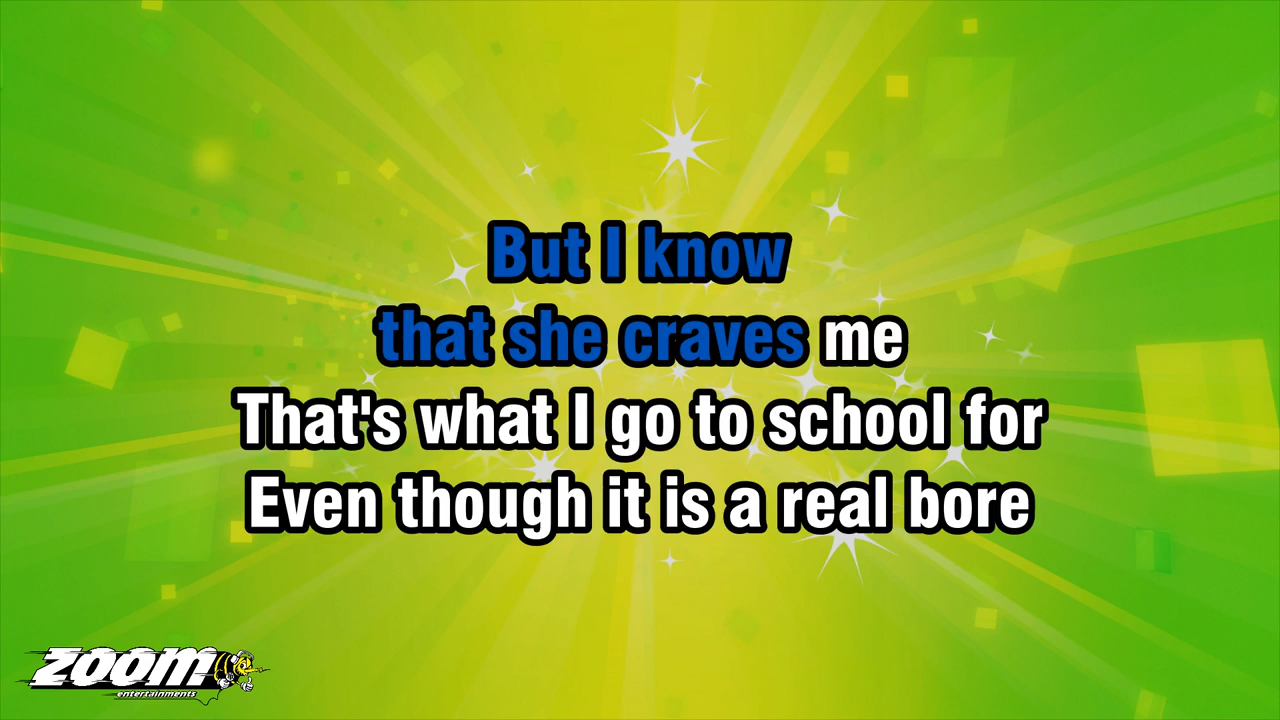 But I know
that she craves me
That's what I go to school for
Even though it is a real bore
zoom
entertainments